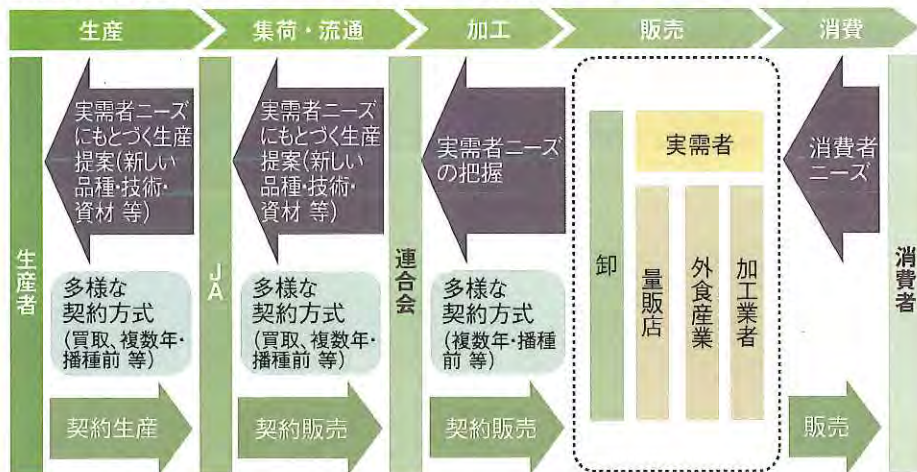 生産
集荷・流通
加工
販売
消費
生産者
実需者ニーズ
にもとづく生産
提案(新しい
品種・技術・
資材 等)
多様な
契約方式
(買取、複数年・
播種前 等)
契約生産
JA
実需者ニーズ
にもとづく生産
提案(新しい
品種・技術・
資材 等)
多様な
契約方式
(買取、複数年・
播種前 等)
契約販売
連合会
実需者ニーズ
の把握
多様な
契約方式
(複数年・播種
前 等)
契約販売
卸
実需者
量販店
外食産業
加工業者
消費者
ニーズ
販売
消費者